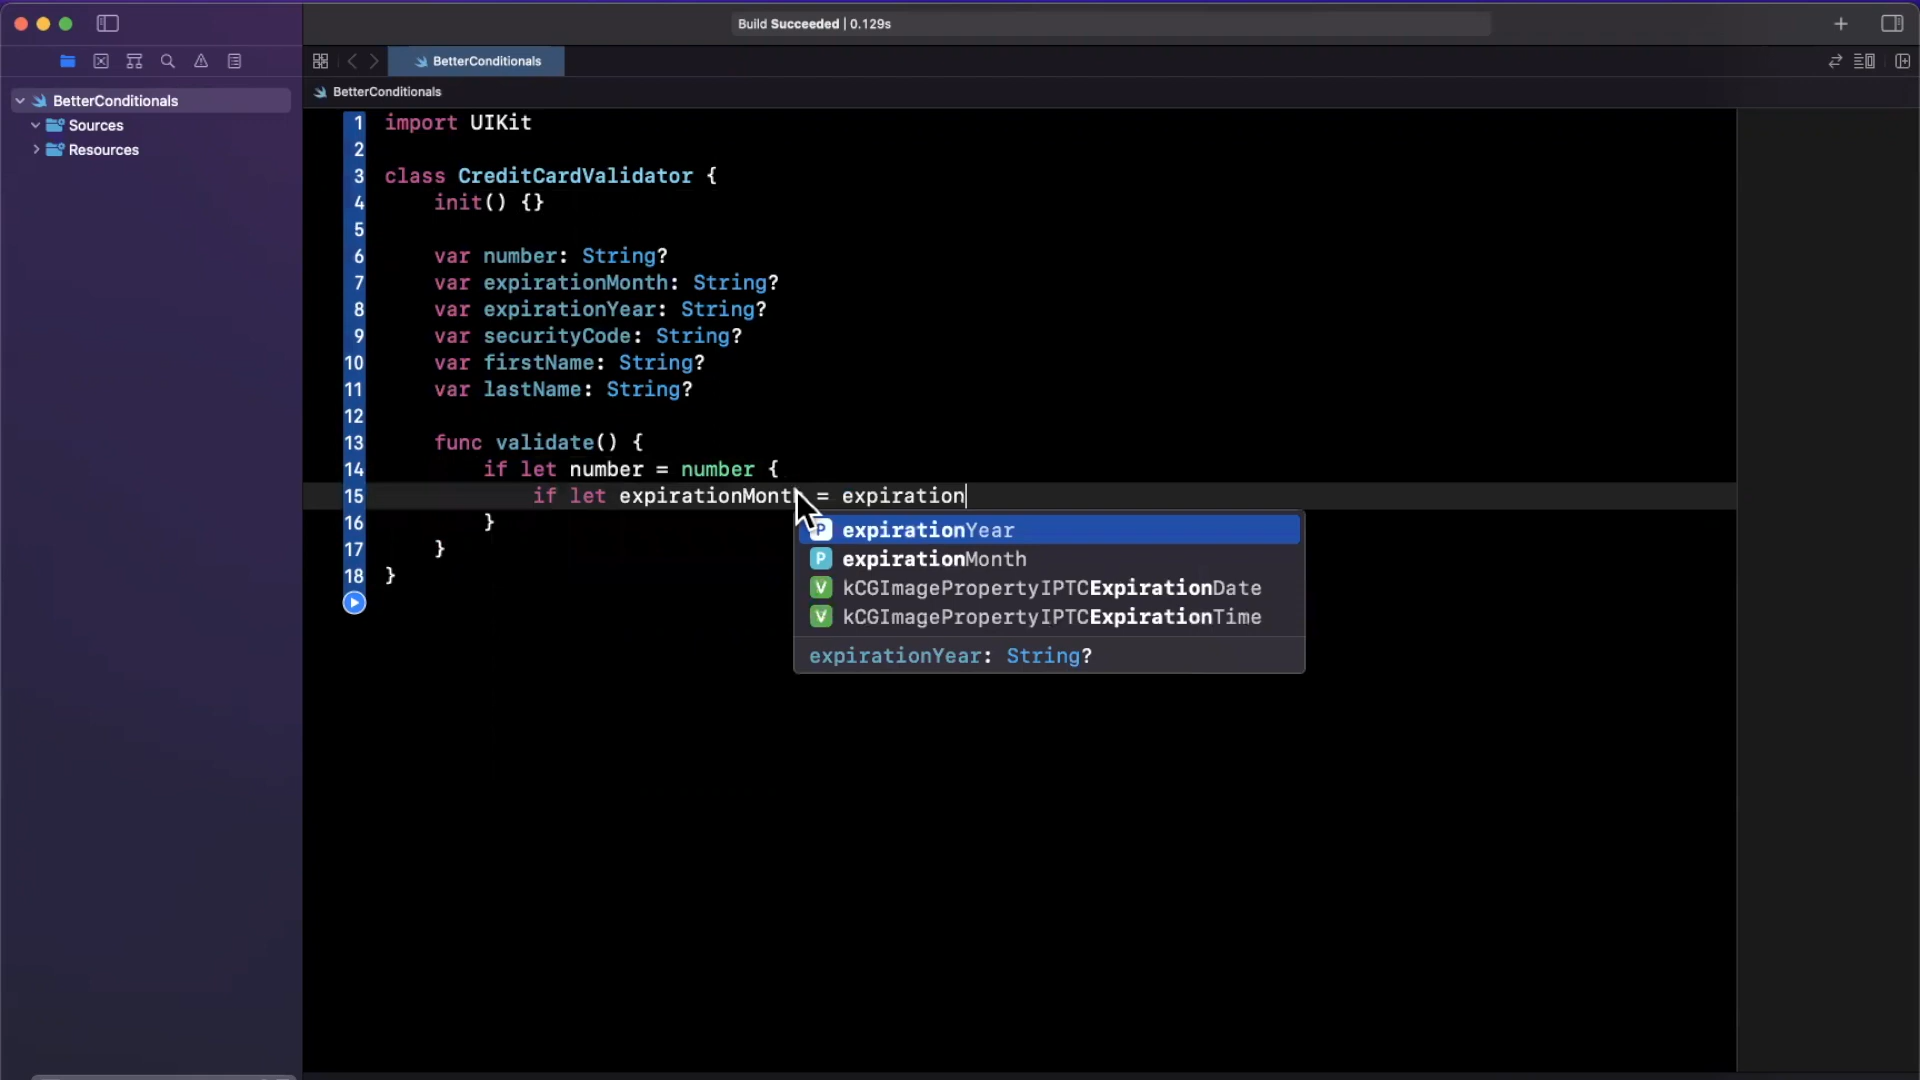 Build Succeeded | 0.129s
BetterConditionals
BetterConditionals
Sources
Resources
BetterConditionals
1 import UIKit
2
3 class CreditCardValidator {
4 init() {}
5
6 var number: String?
7 var expirationMonth: String?
8 var expirationYear: String?
9 var securityCode: String?
10 var firstName: String?
11 var lastName: String?
12
13 func validate() {
14 if let number = number {
15 if let expirationMonth = expiration
16 }
17 }
18 }
P expirationYear
P expirationMonth
V kCGImagePropertyIPTCExpirationDate
V kCGImagePropertyIPTCExpirationTime
expirationYear: String?